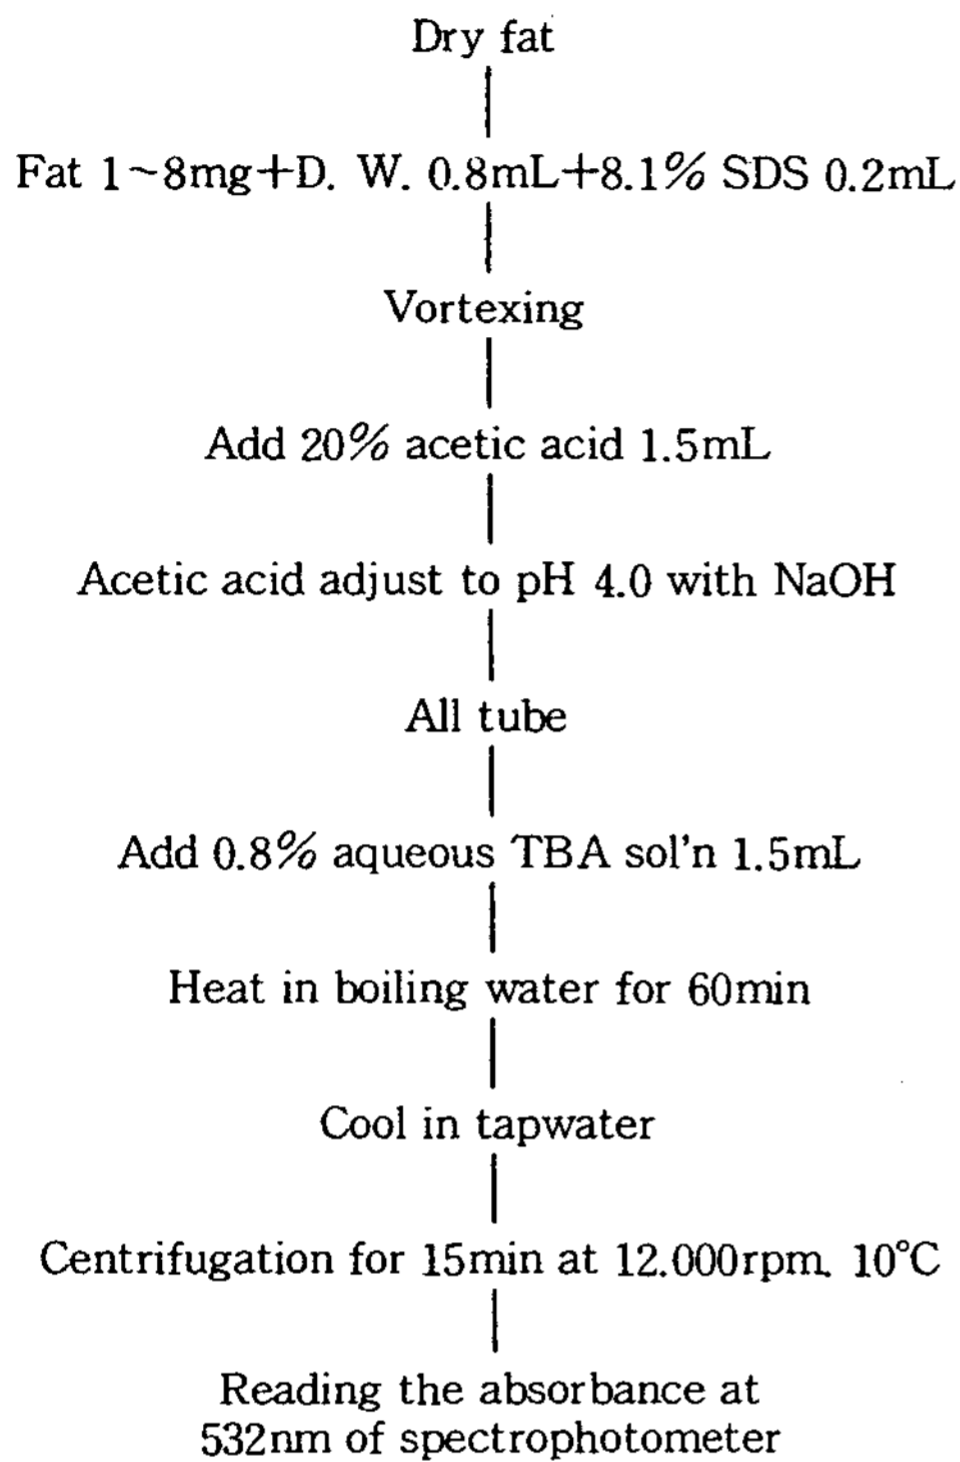 Dry fat
Fat 1~8mg+D. W. 0.8mL+8.1% SDS 0.2mL
Vortexing
Add 20% acetic acid 1.5mL
Acetic acid adjust to pH 4.0 with NaOH
All tube
Add 0.8% aqueous TBA sol'n 1.5mL
Heat in boiling water for 60min
Cool in tapwater
Centrifugation for 15min at 12.000rpm. 10°C
Reading the absorbance at
532nm of spectrophotometer